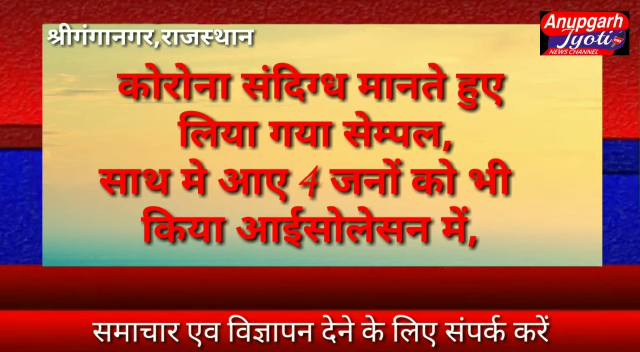 श्रीगंगानगर,राजस्थान
Anupgarh
Jyoti
NEWS CHANNEL
कोरोना संदिग्ध मानते हुए
लिया गया सेम्पल,
साथ मे आए 4 जनों को भी
किया आईसोलेसन में,
समाचार एव विज्ञापन देने के लिए संपर्क करें